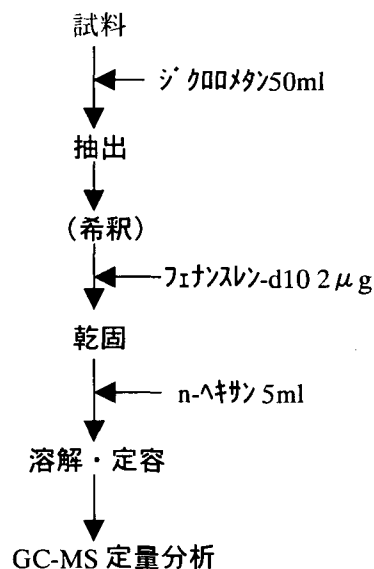 試料
ｼﾞｸﾛﾛﾒﾀﾝ50ml
抽出
(希釈)
ﾌｪﾅﾝｽﾚﾝ-d10 2μg
乾固
n-ﾍｷｻﾝ 5ml
溶解・定容
GC-MS 定量分析